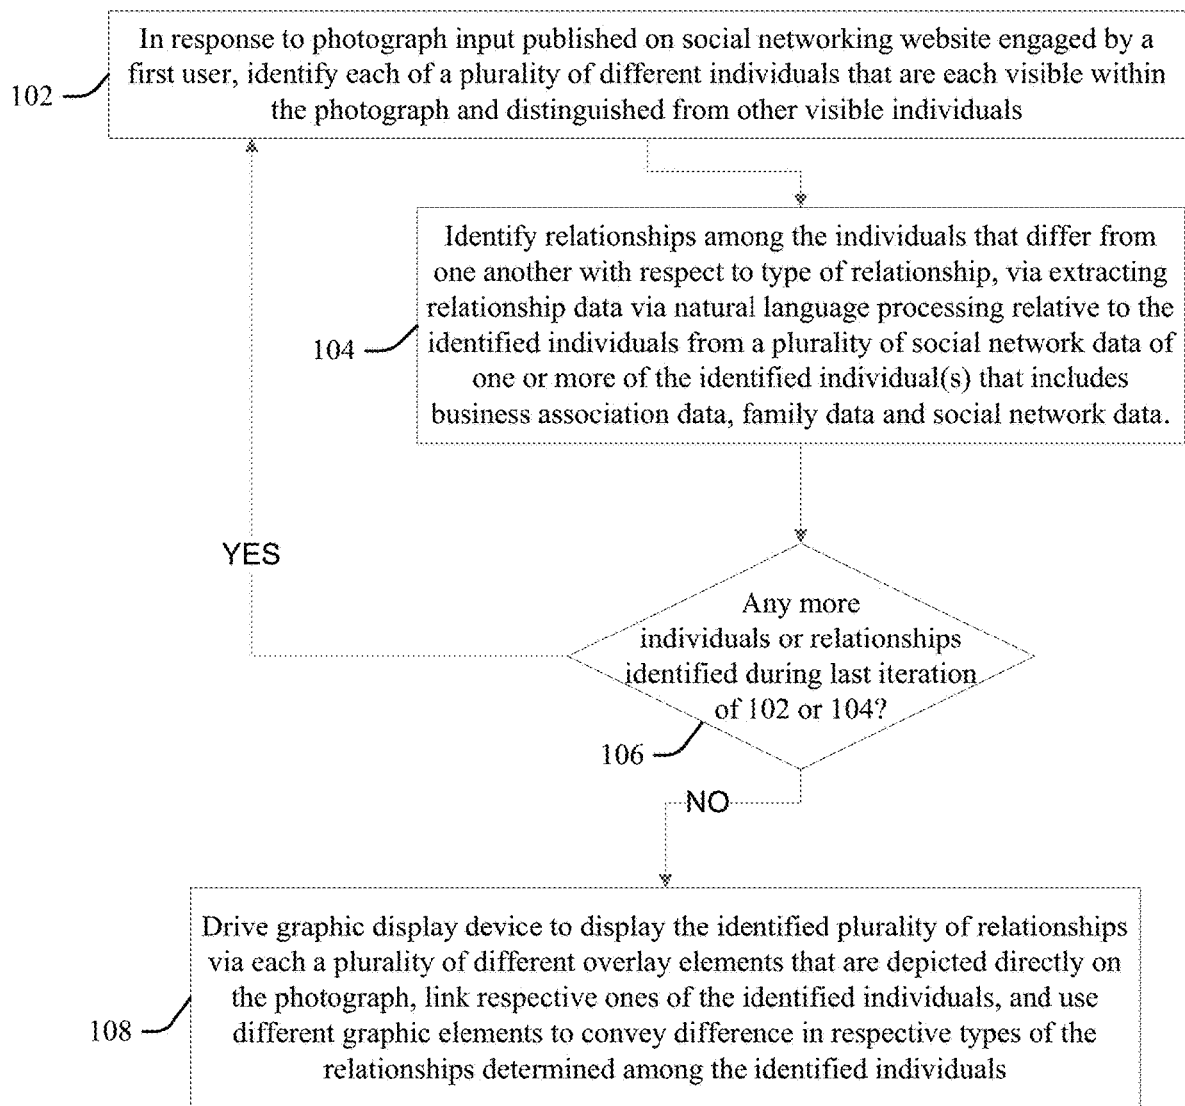 In response to photograph input published on social networking website engaged by a
first user, identify each of a plurality of different individuals that are each visible within
the photograph and distinguished from other visible individuals
102
Identify relationships among the individuals that differ from
one another with respect to type of relationship, via extracting
relationship data via natural language processing relative to the
identified individuals from a plurality of social network data of
one or more of the identified individual(s) that includes
business association data, family data and social network data.
104
YES
Any more
individuals or relationships
identified during last iteration
of 102 or 104?
106
NO
Drive graphic display device to display the identified plurality of relationships
via each a plurality of different overlay elements that are depicted directly on
the photograph, link respective ones of the identified individuals, and use
different graphic elements to convey difference in respective types of the
relationships determined among the identified individuals
108